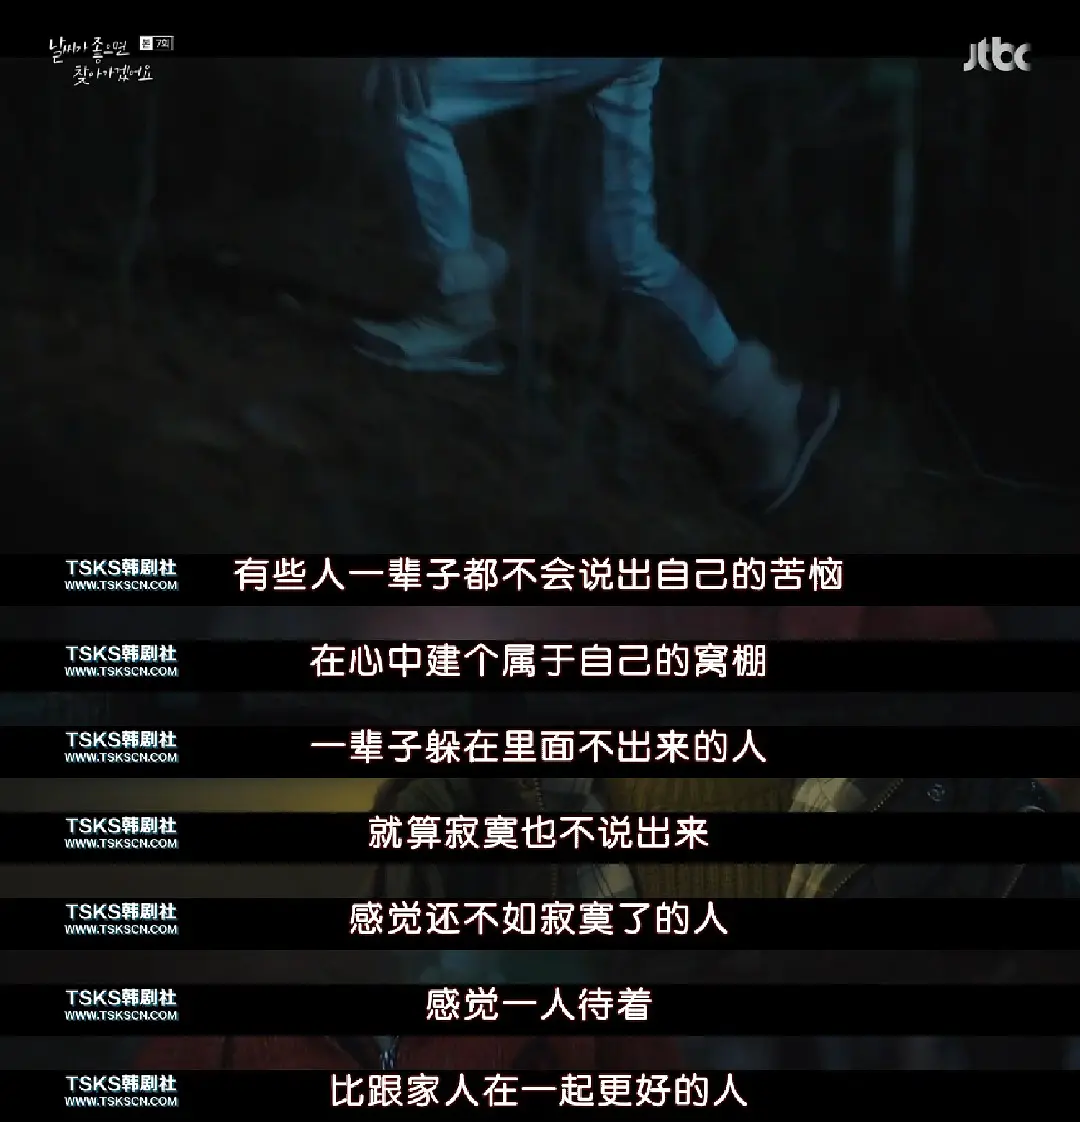 날씨가 좋으면 본 7회
찾아가겠어요
jtbc
TSKS韩剧社
WWW.TSKSCN.COM
有些人一辈子都不会说出自己的苦恼
TSKS韩剧社
WWW.TSKSCN.COM
在心中建个属于自己的窝棚
TSKS韩剧社
WWW.TSKSCN.COM
一辈子躲在里面不出来的人
TSKS韩剧社
WWW.TSKSCN.COM
就算寂寞也不说出来
TSKS韩剧社
WWW.TSKSCN.COM
感觉还不如寂寞了的人
TSKS韩剧社
WWW.TSKSCN.COM
感觉一人待着
TSKS韩剧社
WWW.TSKSCN.COM
比跟家人在一起更好的人